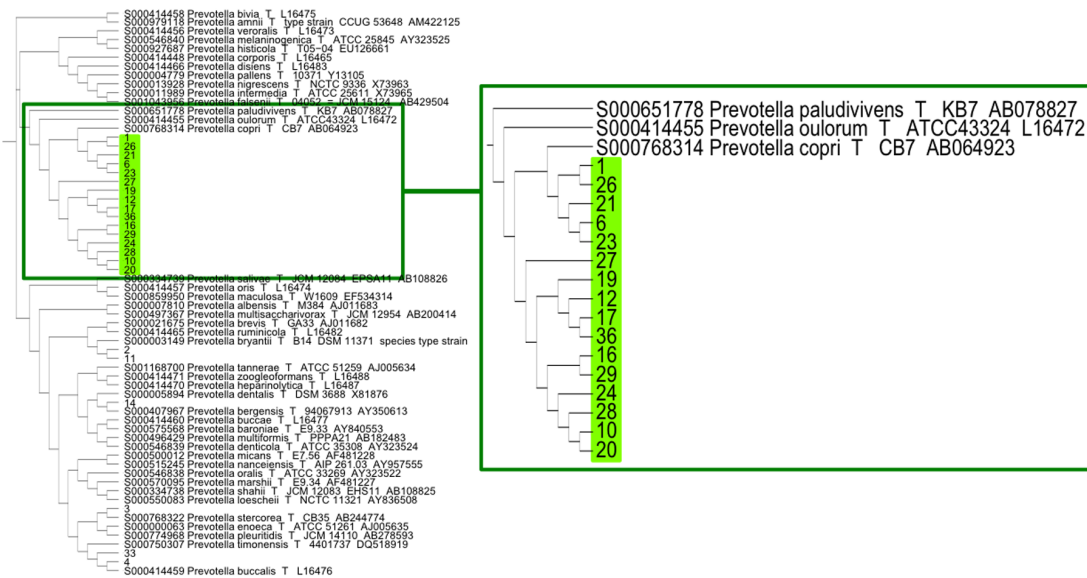 S000414458 Prevotella bivia T L16475
S000979118 Prevotella amnii T type strain CCUG 53648 AM422125
S000414456 Prevotella veroralis T L16473
S000546840 Prevotella melaninogenica T ATCC 25845 AY323525
S000927687 Prevotella histicola T T05-04 EU126661
S000414448 Prevotella corporis T L16465
S000414466 Prevotella disiens T L16483
S000004779 Prevotella pallens T 10371 Y13105
S000013928 Prevotella nigrescens T NCTC 9336 X73963
S000011989 Prevotella intermedia T ATCC 25611 X73965
S001043956 Prevotella falsenii T 04052 = JCM 15124 AB429504
S000651778 Prevotella paludivivens T KB7 AB078827
S000414455 Prevotella oulorum T ATCC43324 L16472
S000768314 Prevotella copri T CB7 AB064923
1
26
21
6
23
27
19
12
17
36
16
29
24
28
10
20
S000334739 Prevotella salivae T JCM 12084 EPSA11 AB108826
S000414457 Prevotella oris T L16474
S000859950 Prevotella maculosa T W1609 EF534314
S000007810 Prevotella albensis T M384 AJ011683
S000497367 Prevotella multisaccharivorax T JCM 12954 AB200414
S000021675 Prevotella brevis T GA33 AJ011682
S000414465 Prevotella ruminicola T L16482
S000003149 Prevotella bryantii T B14 DSM 11371 species type strain
2
11
S001168700 Prevotella tannerae T ATCC 51259 AJ005634
S000414471 Prevotella zoogleoformans T L16488
S000414470 Prevotella heparinolytica T L16487
S000005894 Prevotella dentalis T DSM 3688 X81876
14
S000407967 Prevotella bergensis T 94067913 AY350613
S000414460 Prevotella buccae T L16477
S000575568 Prevotella baroniae T E9.33 AY840553
S000496429 Prevotella multiformis T PPPA21 AB182483
S000546839 Prevotella denticola T ATCC 35308 AY323524
S000500012 Prevotella micans T E7.56 AF481228
S000515245 Prevotella nanceiensis T AIP 261.03 AY957555
S000546838 Prevotella oralis T ATCC 33269 AY323522
S000570095 Prevotella marshii T E9.34 AF481227
S000334738 Prevotella shahii T JCM 12083 EHS11 AB108825
S000550083 Prevotella loescheii T NCTC 11321 AY836508
3
S000768322 Prevotella stercorea T CB35 AB244774
S000000063 Prevotella enoeca T ATCC 51261 AJ005635
S000774968 Prevotella pleuritidis T JCM 14110 AB278593
S000750307 Prevotella timonensis T 4401737 DQ518919
33
4
S000414459 Prevotella buccalis T L16476
S000651778 Prevotella paludivivens T KB7 AB078827
S000414455 Prevotella oulorum T ATCC43324 L16472
S000768314 Prevotella copri T CB7 AB064923
1
26
21
6
23
27
19
12
17
36
16
29
24
28
10
20